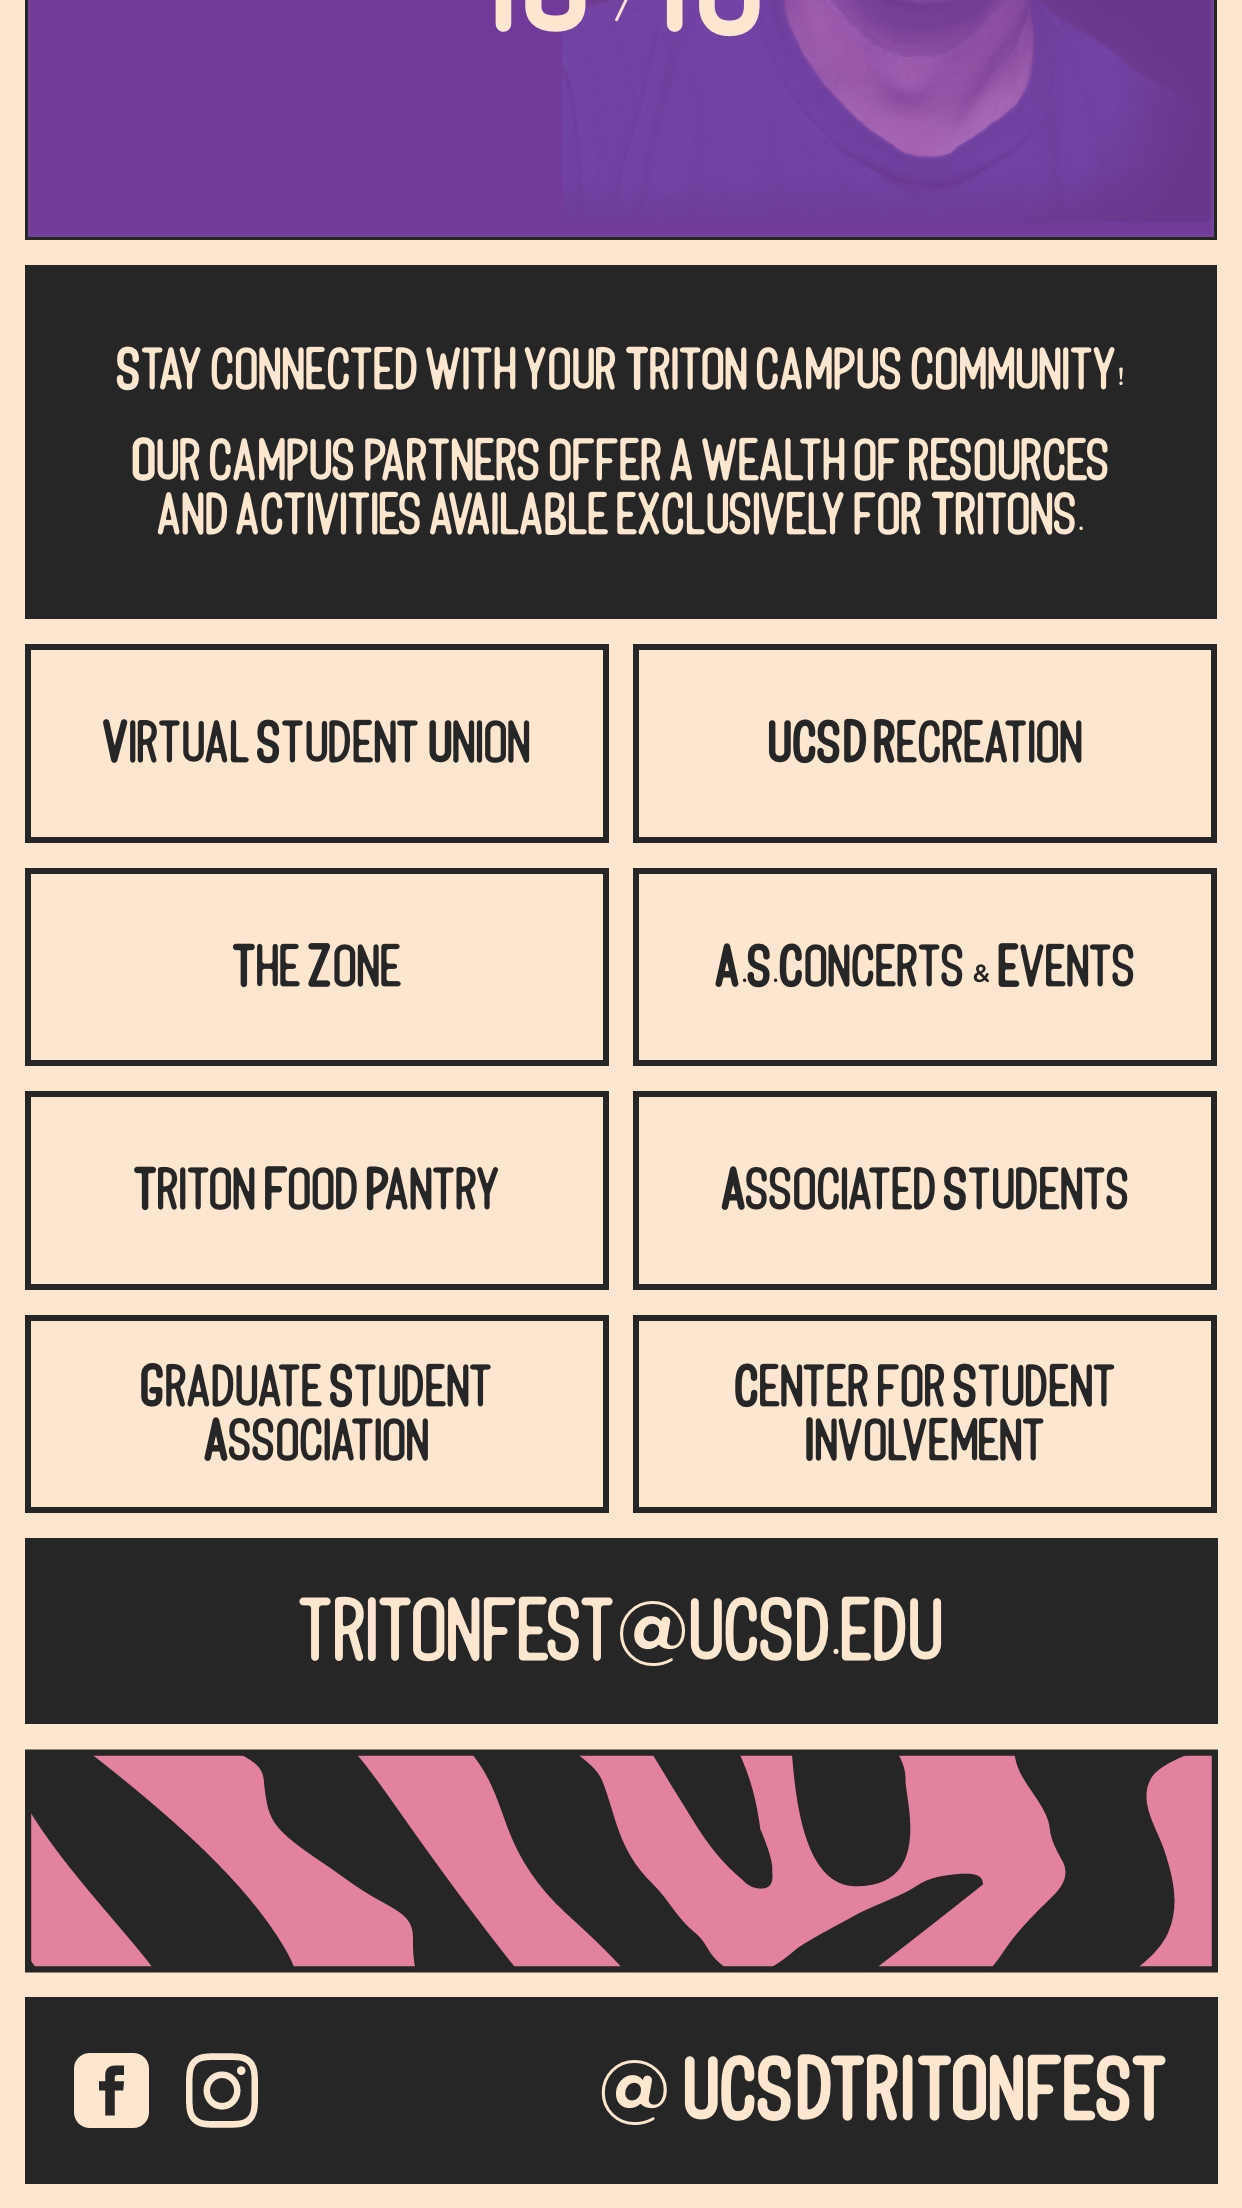 STAY CONNECTED WITH YOUR TRITON CAMPUS COMMUNITY!
OUR CAMPUS PARTNERS OFFER A WEALTH OF RESOURCES
AND ACTIVITIES AVAILABLE EXCLUSIVELY FOR TRITONS.
VIRTUAL STUDENT UNION
UCSD RECREATION
THE ZONE
A.S.CONCERTS & EVENTS
TRITON FOOD PANTRY
ASSOCIATED STUDENTS
GRADUATE STUDENT
ASSOCIATION
CENTER FOR STUDENT
INVOLVEMENT
TRITONFEST@UCSD.EDU
@UCSDTRITONFEST